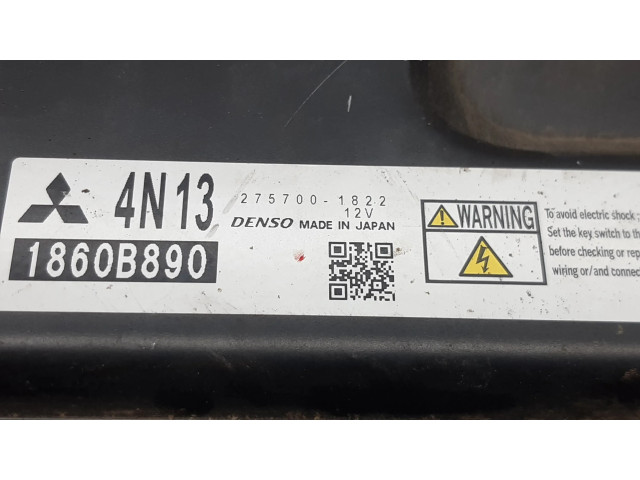 4N13
275700-1822
12V
DENSO MADE IN JAPAN
1860B890
WARNING
To avoid electric shock
Set the key switch to the
before checking or rep
wiring or/and connec